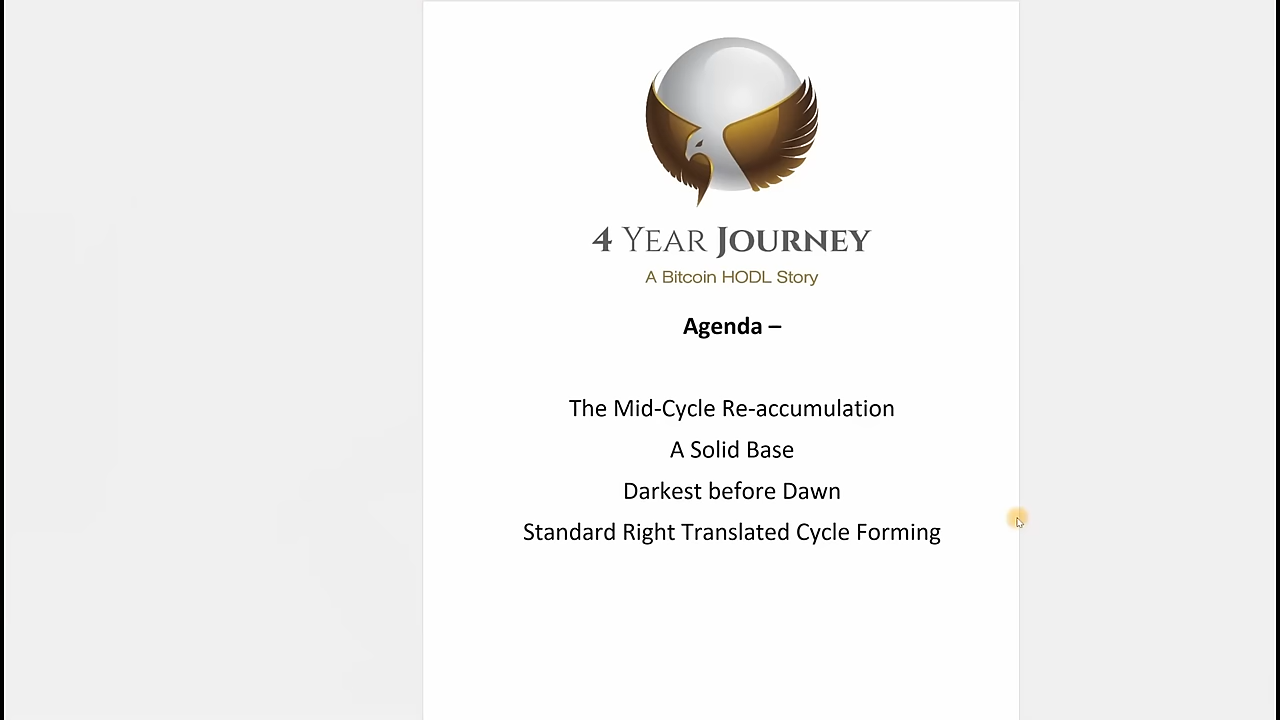 4 YEAR JOURNEY
A Bitcoin HODL Story
Agenda –
The Mid-Cycle Re-accumulation
A Solid Base
Darkest before Dawn
Standard Right Translated Cycle Forming